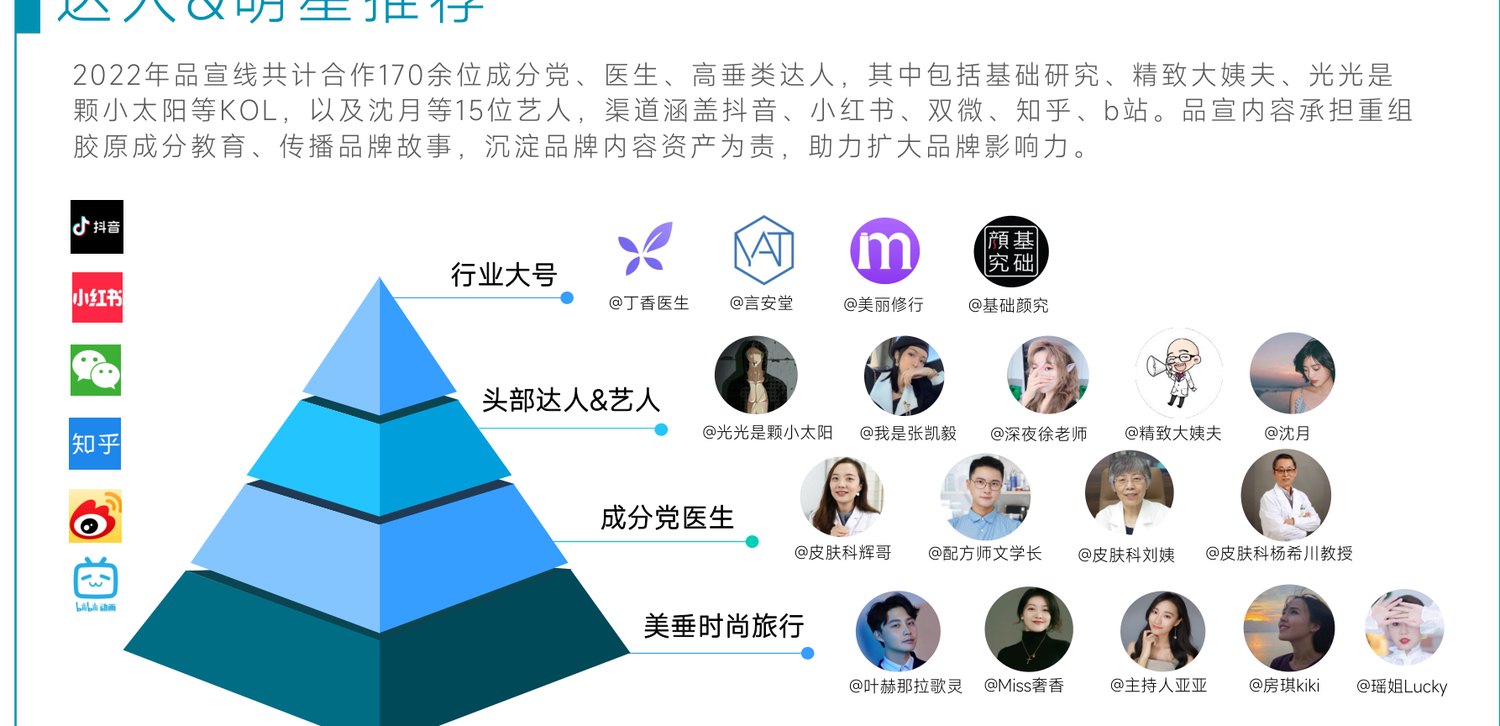 达人&明星推荐
2022年品宣线共计合作170余位成分党、医生、高垂类达人，其中包括基础研究、精致大姨夫、光光是
颗小太阳等KOL，以及沈月等15位艺人，渠道涵盖抖音、小红书、双微、知乎、b站。品宣内容承担重组
胶原成分教育、传播品牌故事，沉淀品牌内容资产为责，助力扩大品牌影响力。
抖音
小红书
知乎
bilibili 动画
行业大号
YAT
m
顔基
究础
@丁香医生 @言安堂 @美丽修行 @基础颜究
头部达人&艺人
@光光是颗小太阳 @我是张凯毅 @深夜徐老师 @精致大姨夫 @沈月
成分党医生
@皮肤科辉哥 @配方师文学长 @皮肤科刘姨 @皮肤科杨希川教授
美垂时尚旅行
@叶赫那拉歌灵 @Miss奢香 @主持人亚亚 @房琪kiki @瑶姐Lucky